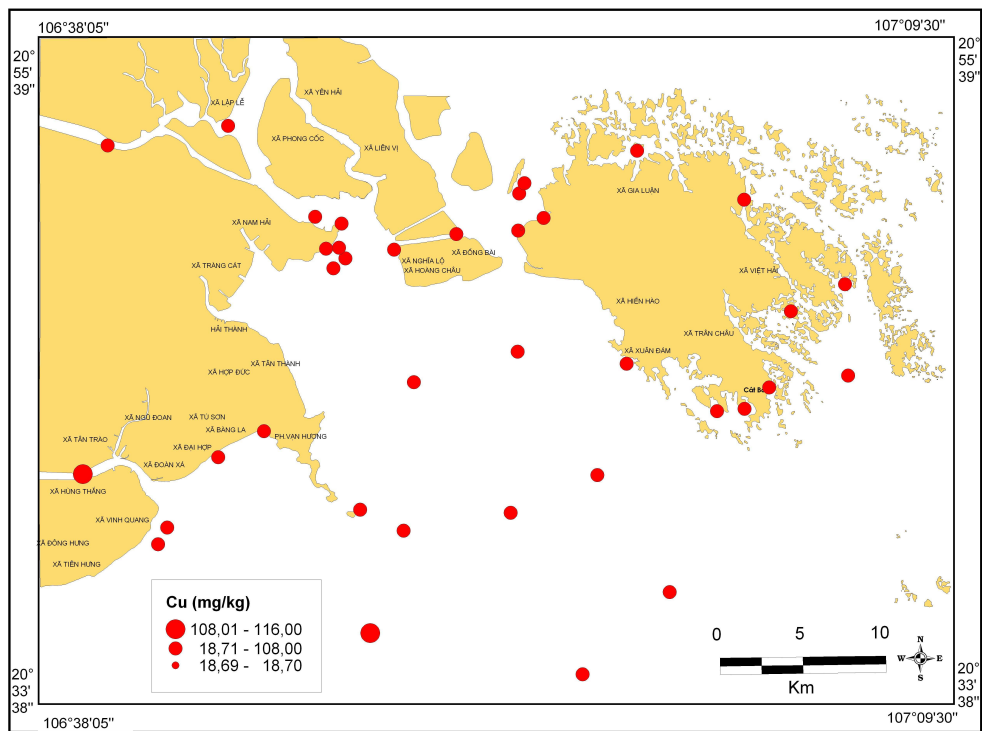 106°38'05"
107°09'30"
20°
55'
39"
20°
55'
39"
XÃ YÊN HẢI
XÃ LẬP LỄ
XÃ PHONG CỐC
XÃ LIÊN VỊ
XÃ GIA LUẬN
XÃ NAM HẢI
XÃ ĐỒNG BÀI
XÃ NGHĨA LỘ
XÃ TRÀNG CÁT
XÃ HOÀNG CHÂU
XÃ VIỆT HẢI
XÃ HIỀN HÀO
HẢI THÀNH
XÃ TRÂN CHÂU
XÃ XUÂN ĐÁM
XÃ TÂN THÀNH
XÃ HỢP ĐỨC
Cát Bà
XÃ NGŨ ĐOAN
XÃ TÚ SƠN
XÃ BÀNG LA
PH.VẠN HƯƠNG
XÃ TÂN TRÀO
XÃ ĐẠI HỢP
XÃ ĐOÀN XÁ
XÃ HÙNG THẮNG
XÃ VINH QUANG
XÃ ĐÔNG HƯNG
XÃ TIÊN HƯNG
Cu (mg/kg)
108,01 - 116,00
18,71 - 108,00
18,69 - 18,70
0 5 10
Km
N
W E
S
20°
33'
38"
20°
33'
38"
106°38'05"
107°09'30"